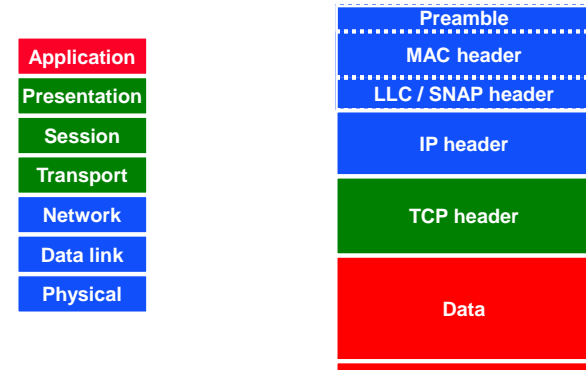 Application
Presentation
Session
Transport
Network
Data link
Physical
Preamble
MAC header
LLC / SNAP header
IP header
TCP header
Data